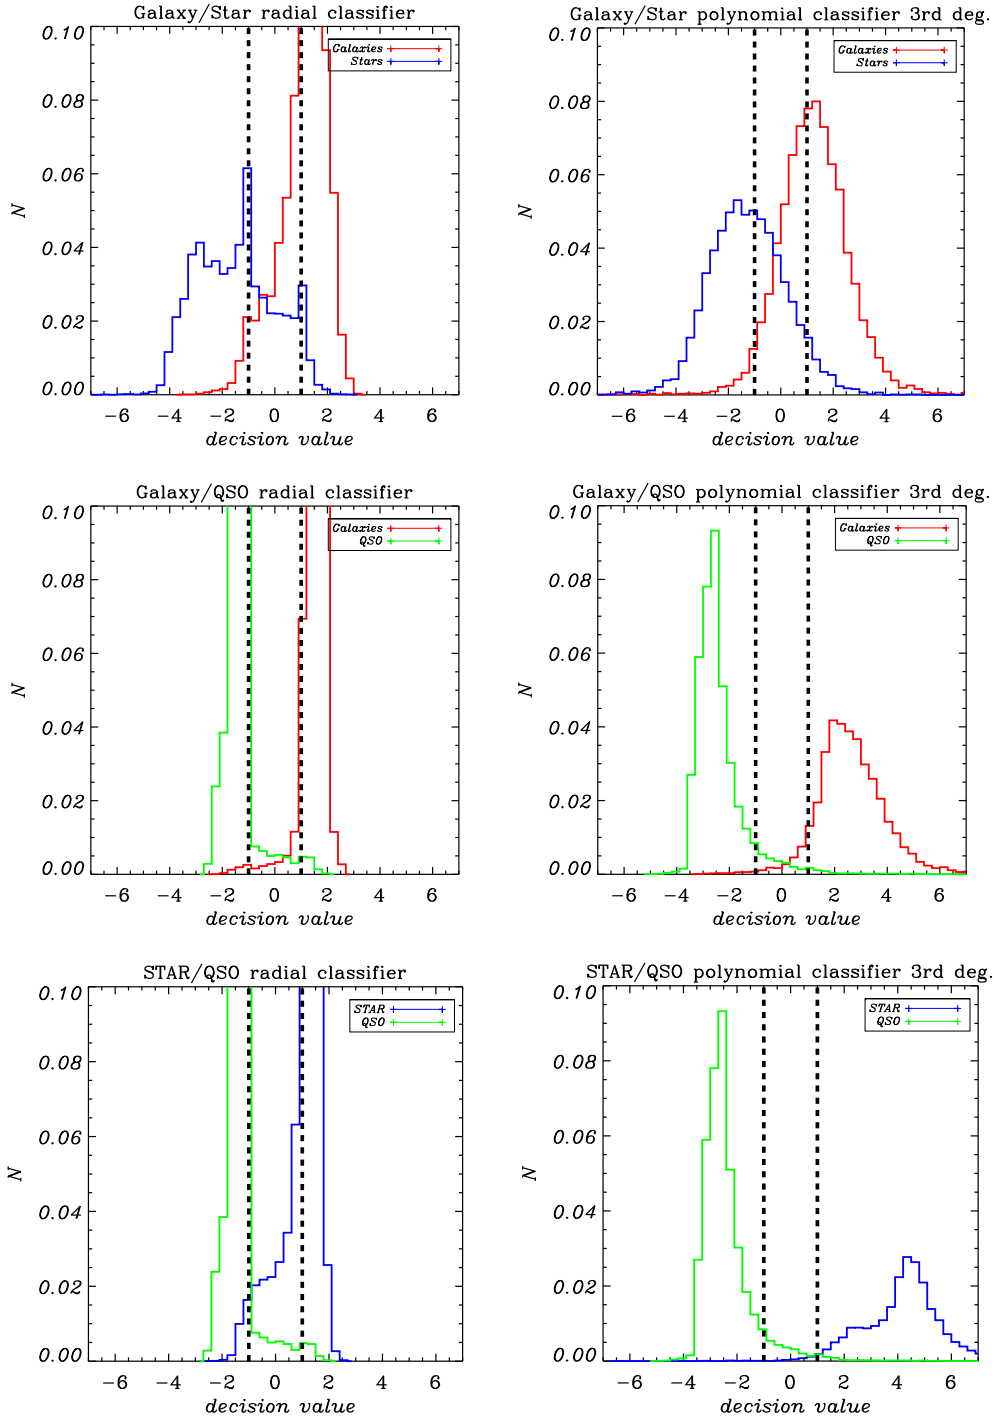 Galaxy/Star radial classifier
0.10
0.08
0.06
0.04
0.02
0.00
N
Galaxies
Stars
-6 -4 -2 0 2 4 6
decision value
Galaxy/Star polynomial classifier 3rd deg.
0.10
0.08
0.06
0.04
0.02
0.00
N
Galaxies
Stars
-6 -4 -2 0 2 4 6
decision value
Galaxy/QSO radial classifier
0.10
0.08
0.06
0.04
0.02
0.00
N
Galaxies
QSO
-6 -4 -2 0 2 4 6
decision value
Galaxy/QSO polynomial classifier 3rd deg.
0.10
0.08
0.06
0.04
0.02
0.00
N
Galaxies
QSO
-6 -4 -2 0 2 4 6
decision value
STAR/QSO radial classifier
0.10
0.08
0.06
0.04
0.02
0.00
N
STAR
QSO
-6 -4 -2 0 2 4 6
decision value
STAR/QSO polynomial classifier 3rd deg.
0.10
0.08
0.06
0.04
0.02
0.00
N
STAR
QSO
-6 -4 -2 0 2 4 6
decision value